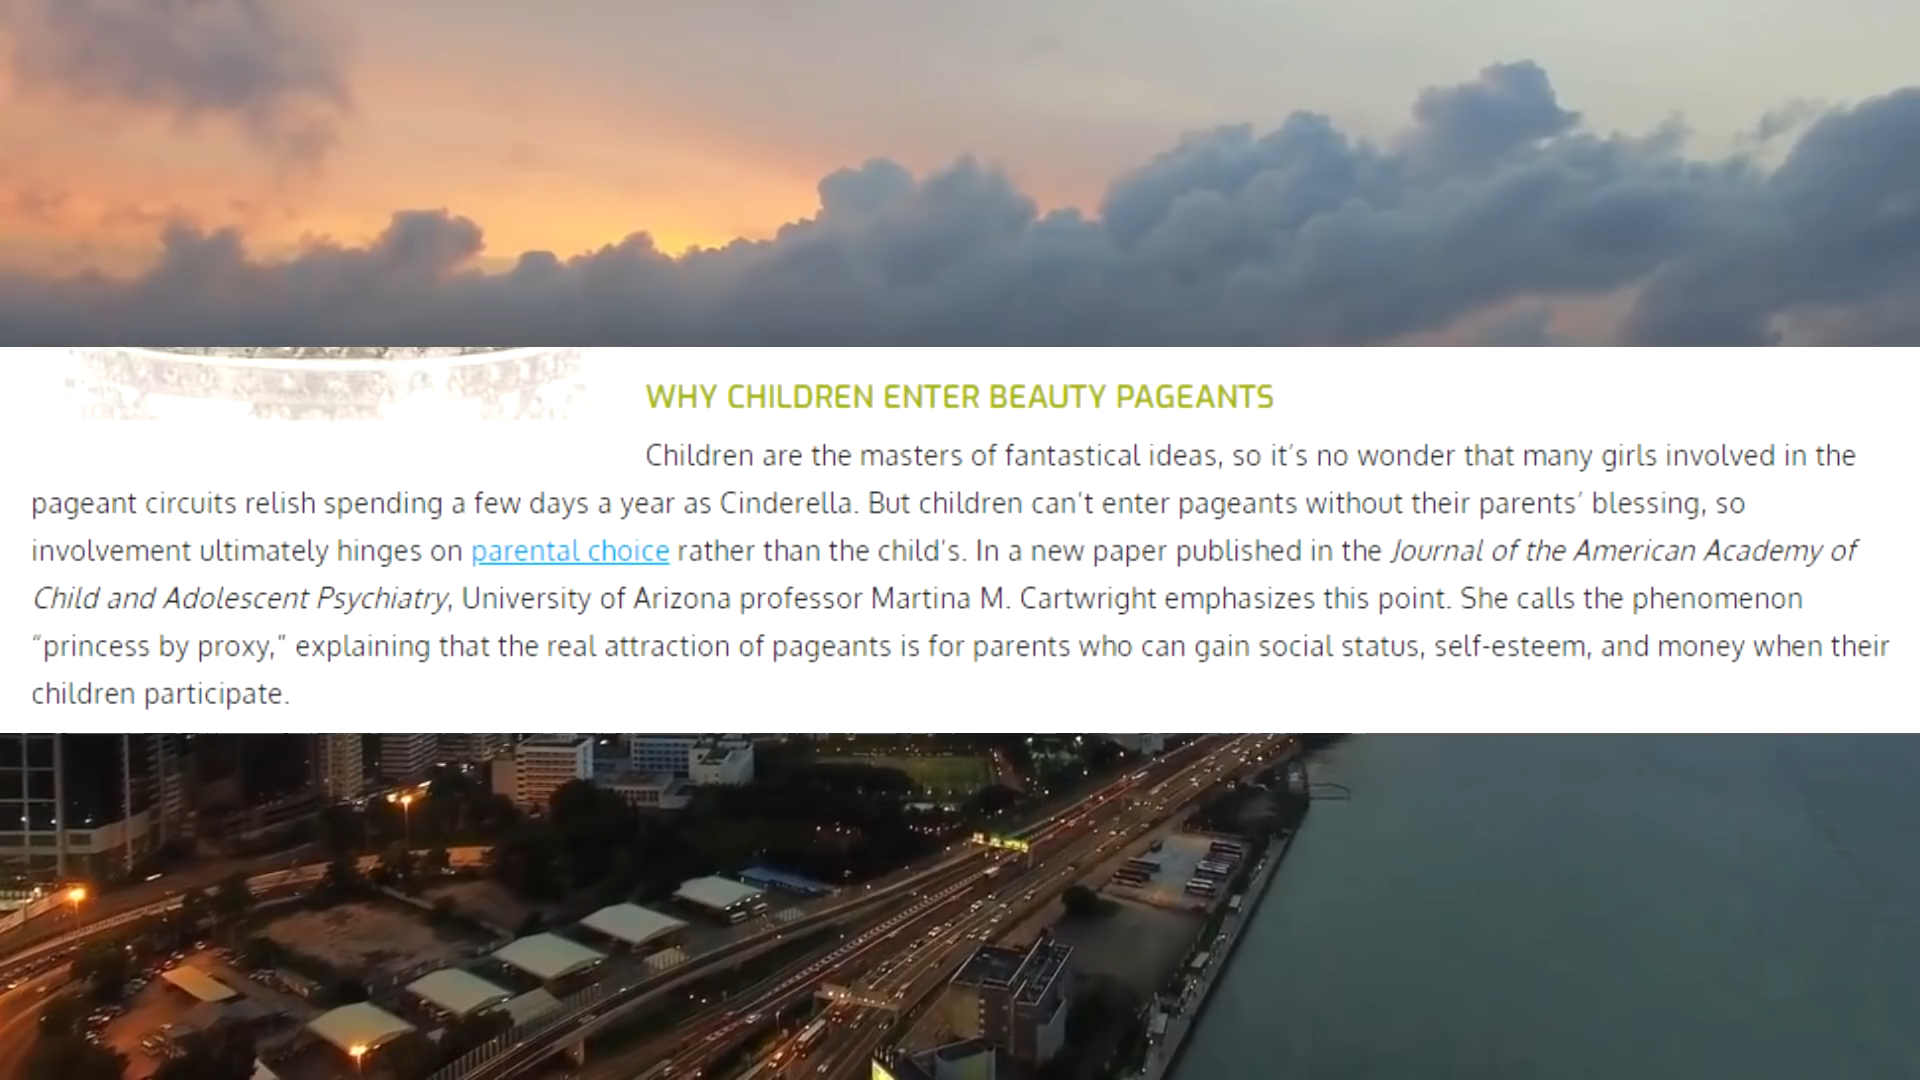 WHY CHILDREN ENTER BEAUTY PAGEANTS
Children are the masters of fantastical ideas, so it’s no wonder that many girls involved in the
pageant circuits relish spending a few days a year as Cinderella. But children can’t enter pageants without their parents’ blessing, so
involvement ultimately hinges on parental choice rather than the child’s. In a new paper published in the Journal of the American Academy of
Child and Adolescent Psychiatry, University of Arizona professor Martina M. Cartwright emphasizes this point. She calls the phenomenon
“princess by proxy,” explaining that the real attraction of pageants is for parents who can gain social status, self-esteem, and money when their
children participate.